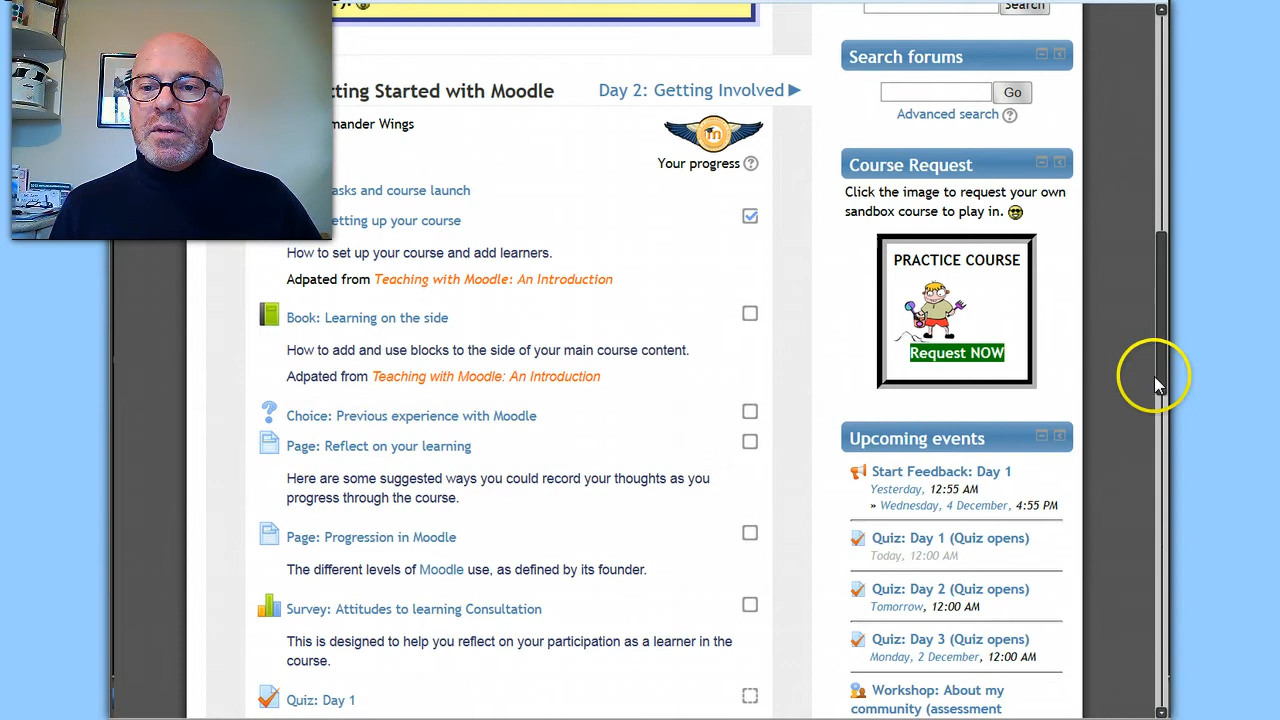 Search
Search forums
Go
Advanced search
tting Started with Moodle
Day 2: Getting Involved
mander Wings
Your progress
asks and course launch
etting up your course
How to set up your course and add learners.
Adpated from Teaching with Moodle: An Introduction
Book: Learning on the side
How to add and use blocks to the side of your main course content.
Adpated from Teaching with Moodle: An Introduction
Choice: Previous experience with Moodle
Page: Reflect on your learning
Here are some suggested ways you could record your thoughts as you
progress through the course.
Page: Progression in Moodle
The different levels of Moodle use, as defined by its founder.
Survey: Attitudes to learning Consultation
This is designed to help you reflect on your participation as a learner in the
course.
Quiz: Day 1
Course Request
Click the image to request your own
sandbox course to play in.
PRACTICE COURSE
Request NOW
Upcoming events
Start Feedback: Day 1
Yesterday, 12:55 AM
» Wednesday, 4 December, 4:55 PM
Quiz: Day 1 (Quiz opens)
Today, 12:00 AM
Quiz: Day 2 (Quiz opens)
Tomorrow, 12:00 AM
Quiz: Day 3 (Quiz opens)
Monday, 2 December, 12:00 AM
Workshop: About my
community (assessment